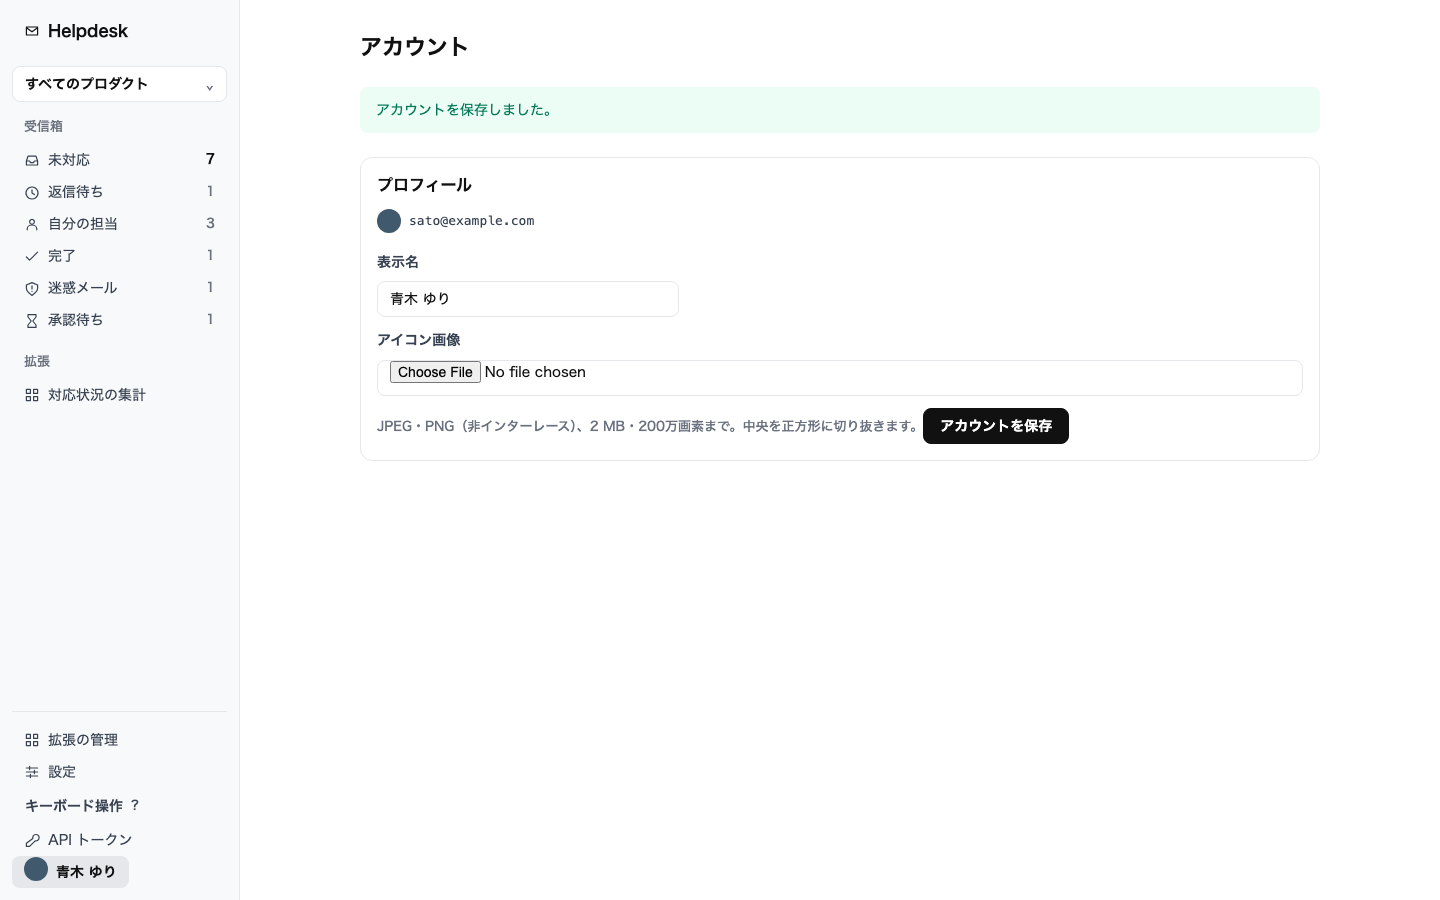 Helpdesk
すべてのプロダクト
受信箱
未対応 7
返信待ち 1
自分の担当 3
完了 1
迷惑メール 1
承認待ち 1
拡張
対応状況の集計
拡張の管理
設定
キーボード操作 ?
API トークン
青木 ゆり
アカウント
アカウントを保存しました。
プロフィール
sato@example.com
表示名
青木 ゆり
アイコン画像
Choose File No file chosen
JPEG・PNG（非インターレース）、2 MB・200万画素まで。中央を正方形に切り抜きます。 アカウントを保存